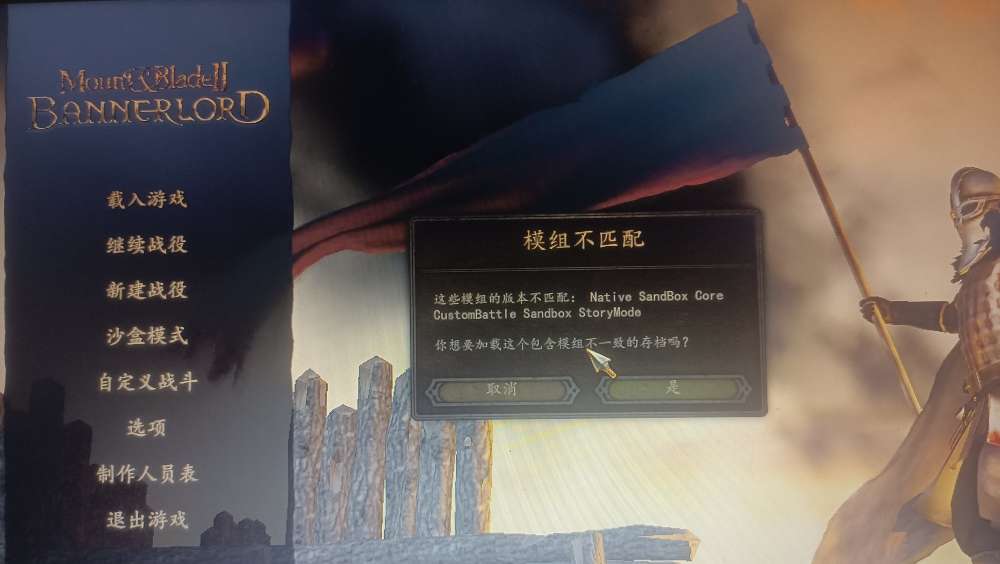 Mount & Blade II
BANNERLORD
载入游戏
继续战役
新建战役
沙盒模式
自定义战斗
选项
制作人员表
退出游戏
模组不匹配
这些模组的版本不匹配: Native SandBox Core
CustomBattle Sandbox StoryMode
你想要加载这个包含模组不一致的存档吗?
取消
是